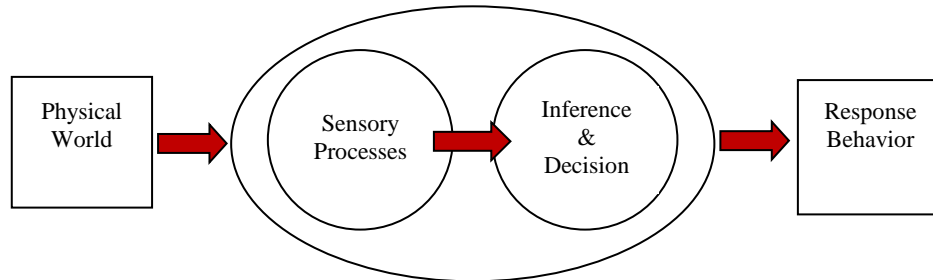 Physical
World
Sensory
Processes
Inference
&
Decision
Response
Behavior